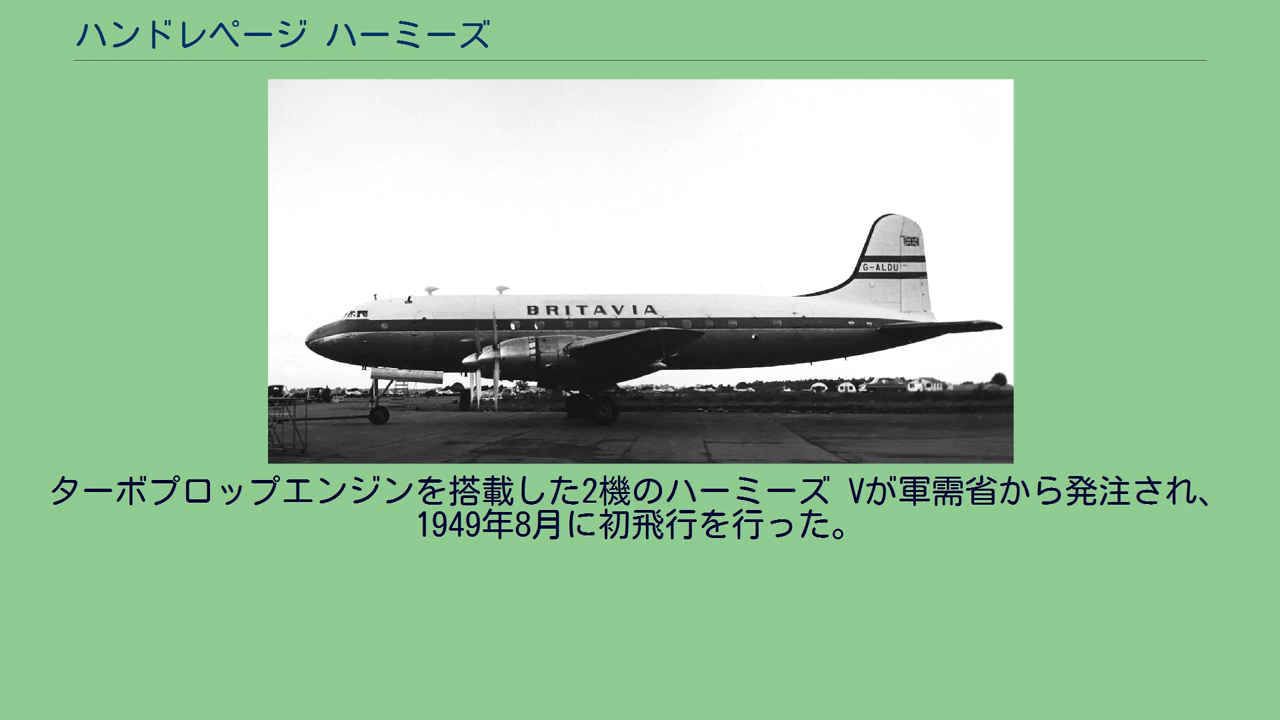 ハンドレページ ハーミーズ
BRITAVIA
G-ALDU
ターボプロップエンジンを搭載した2機のハーミーズ Vが軍需省から発注され、
1949年8月に初飛行を行った。